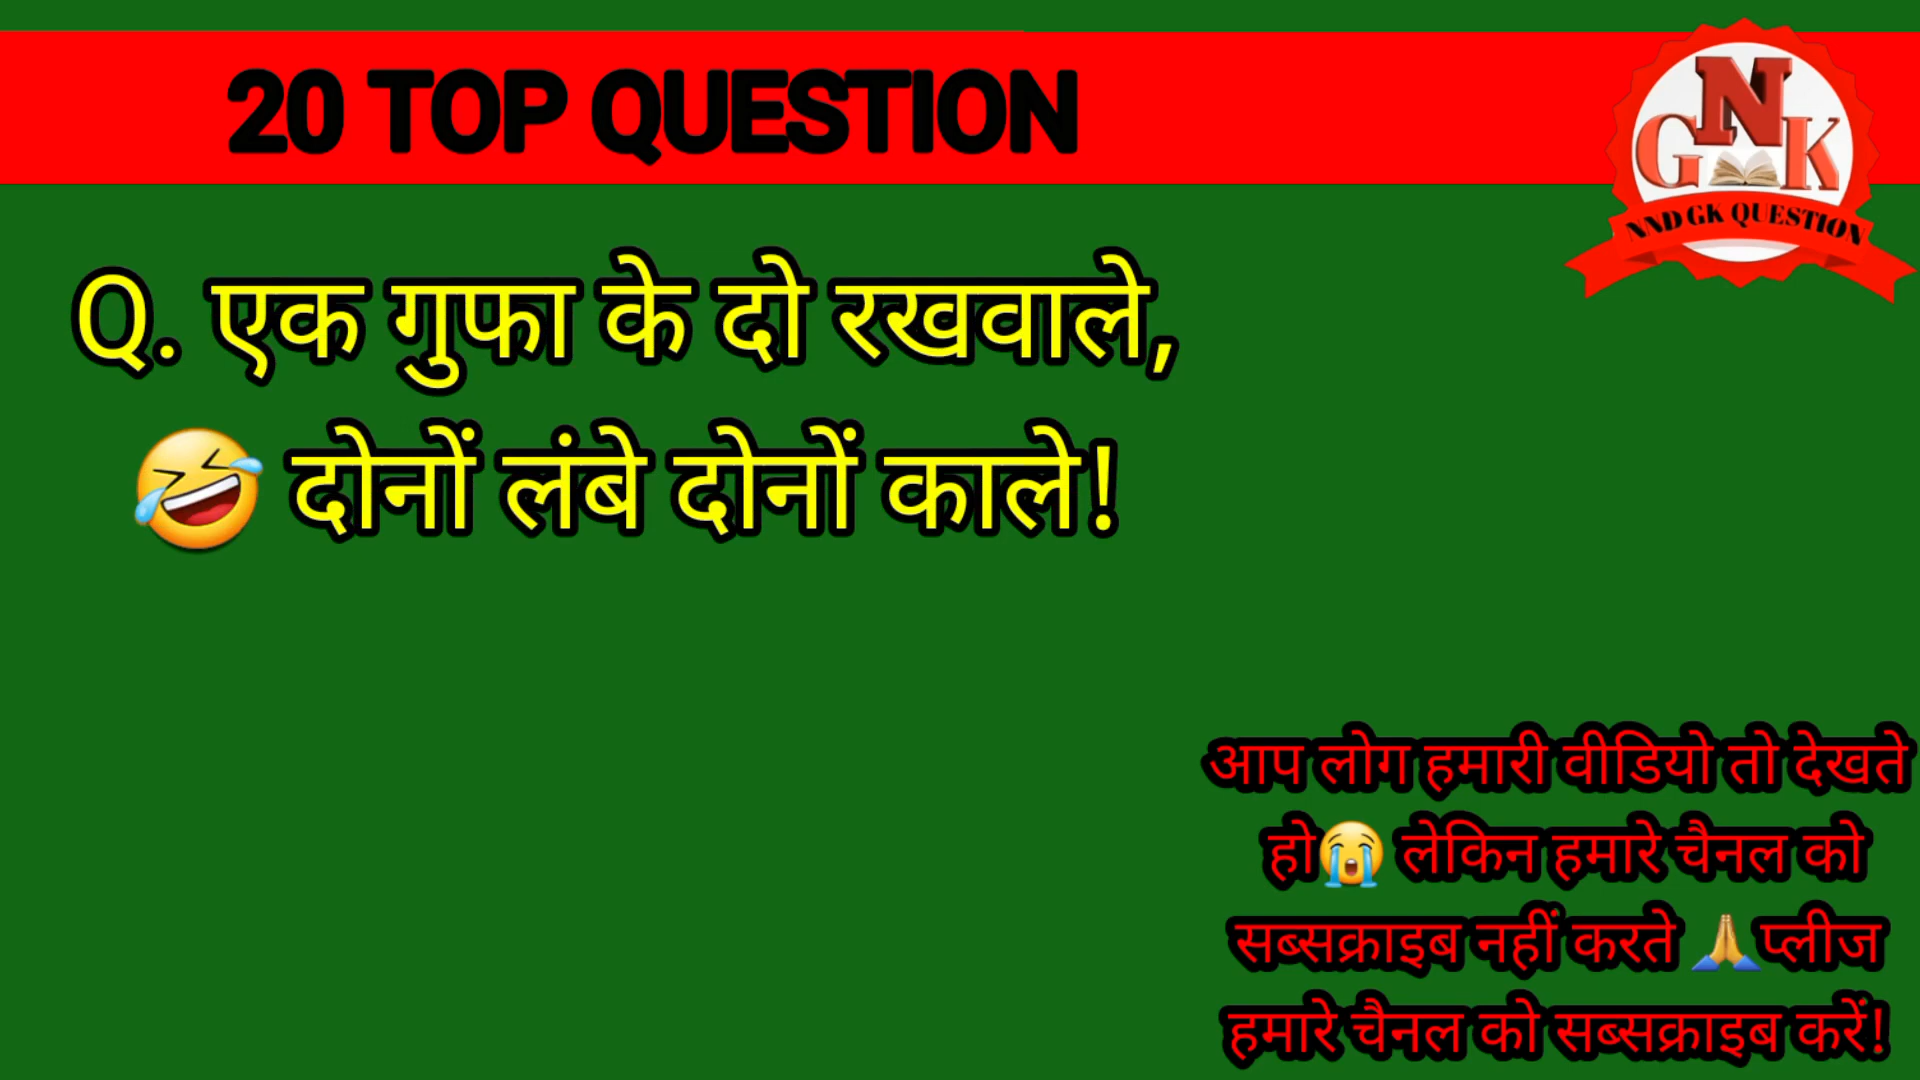 20 TOP QUESTION
GNK
NND GK QUESTION
Q. एक गुफा के दो रखवाले,
🤣 दोनों लंबे दोनों काले!
आप लोग हमारी वीडियो तो देखते
हो😭 लेकिन हमारे चैनल को
सब्सक्राइब नहीं करते 🙏प्लीज
हमारे चैनल को सब्सक्राइब करें!